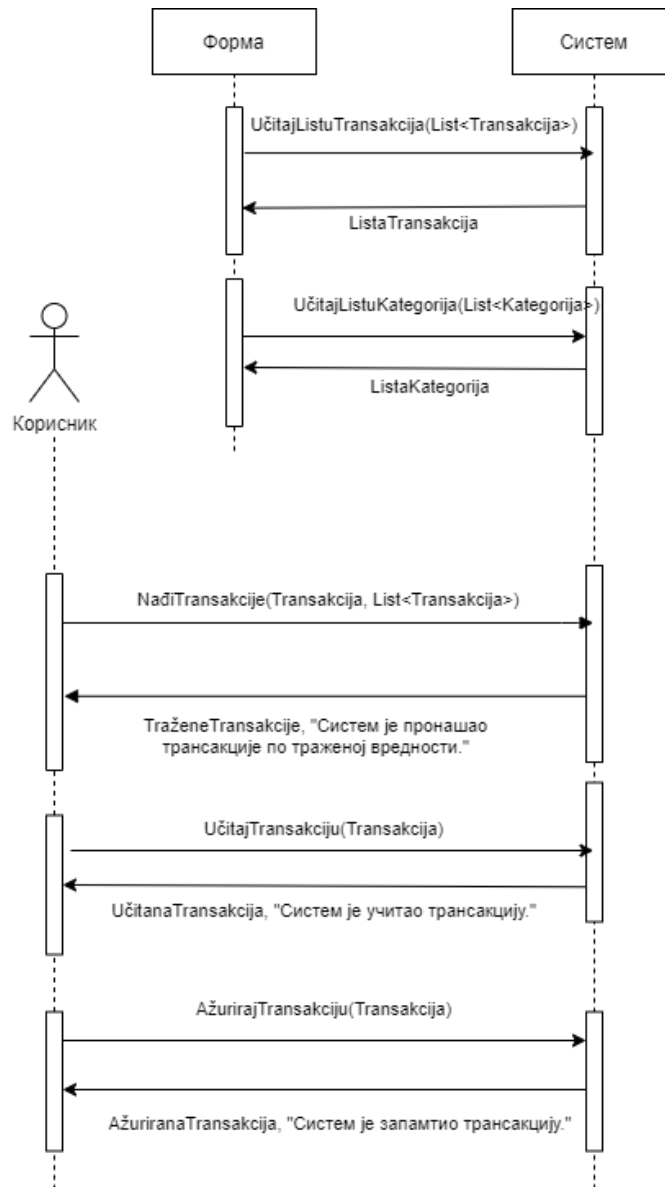 Форма
Систем
UčitajListuTransakcija(List<Transakcija>)
ListaTransakcija
UčitajListuKategorija(List<Kategorija>)
ListaKategorija
Корисник
NađiTransakcije(Transakcija, List<Transakcija>)
TraženeTransakcije, "Систем је пронашао
трансакције по траженој вредности."
UčitajTransakciju(Transakcija)
UčitanaTransakcija, "Систем је учитао трансакцију."
AžurirajTransakciju(Transakcija)
AžuriranaTransakcija, "Систем је запамтио трансакцију."